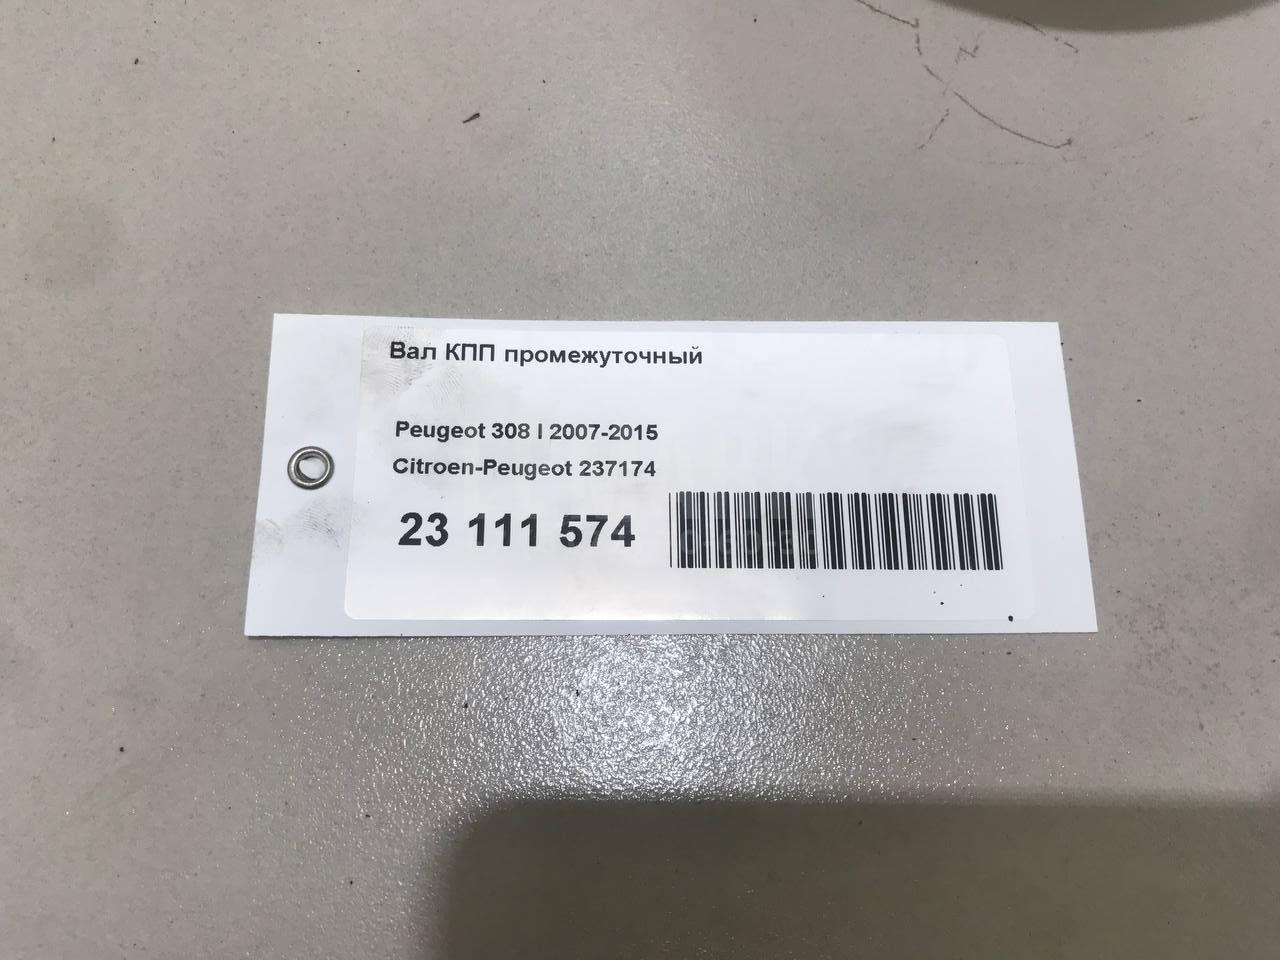 Вал КПП промежуточный
Peugeot 308 I 2007-2015
Citroen-Peugeot 237174
23 111 574